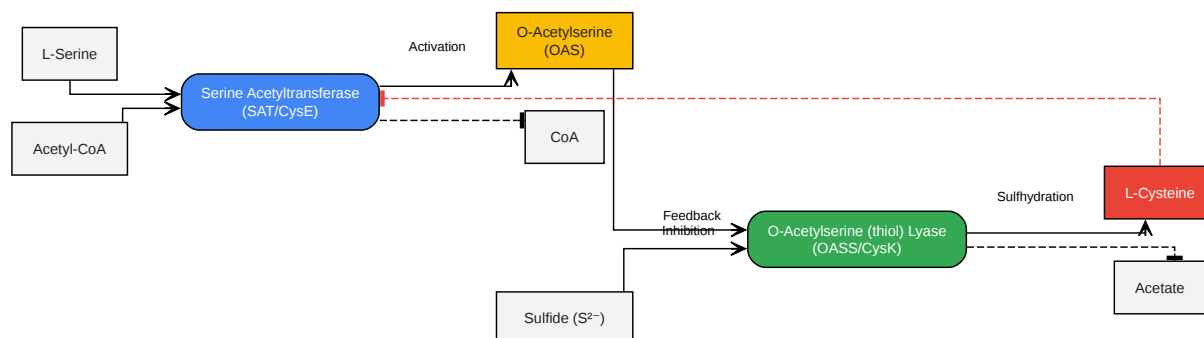 L-Serine
Acetyl-CoA
Serine Acetyltransferase
(SAT/CysE)
Activation
O-Acetylserine
(OAS)
CoA
Feedback
Inhibition
Sulfide (S²⁻)
O-Acetylserine (thiol) Lyase
(OASS/CysK)
Sulfhydration
L-Cysteine
Acetate